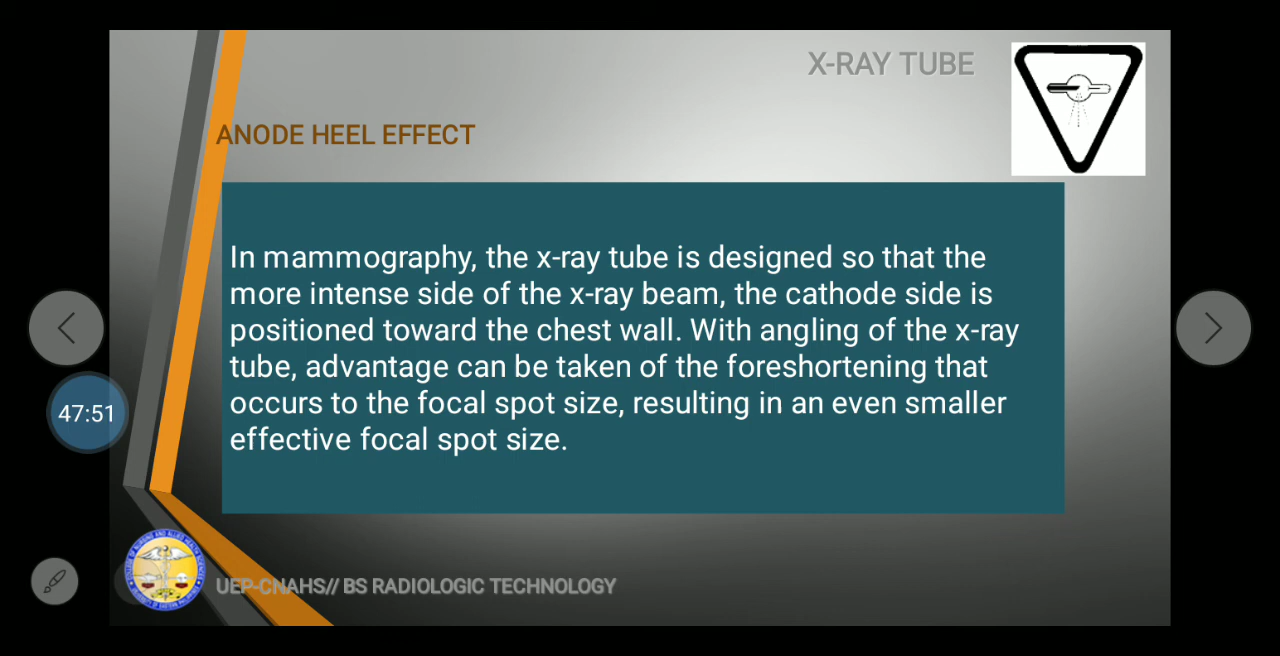 X-RAY TUBE
ANODE HEEL EFFECT
In mammography, the x-ray tube is designed so that the
more intense side of the x-ray beam, the cathode side is
positioned toward the chest wall. With angling of the x-ray
tube, advantage can be taken of the foreshortening that
occurs to the focal spot size, resulting in an even smaller
effective focal spot size.
47:51
UEP-CNAHS// BS RADIOLOGIC TECHNOLOGY